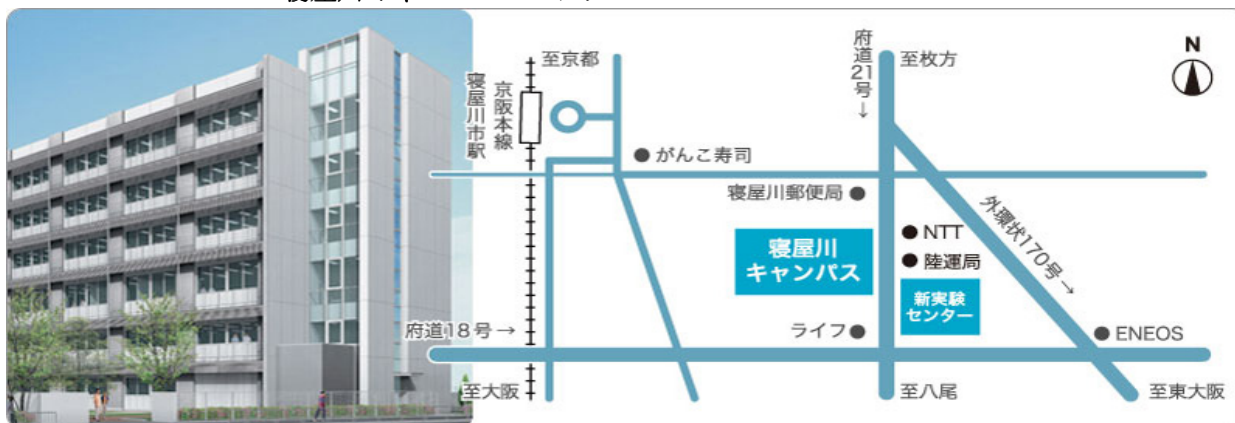 至京都
京阪本線
寝屋川市駅
府道21号→
至枚方
N
がんこ寿司
寝屋川郵便局
外環状170号→
NTT
陸運局
寝屋川
キャンパス
新実験
センター
府道18号→
ライフ
ENEOS
至大阪
至八尾
至東大阪